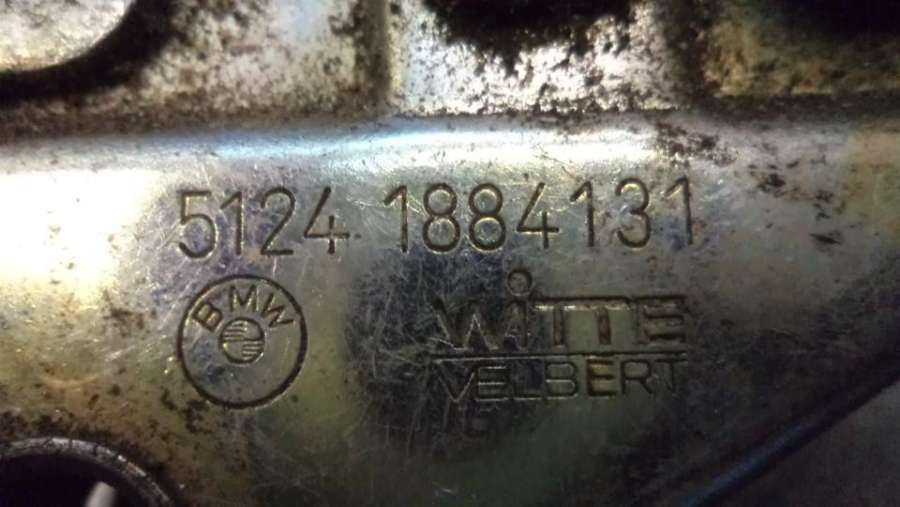 5124 1884131
BMW
WITTE
VELBERT